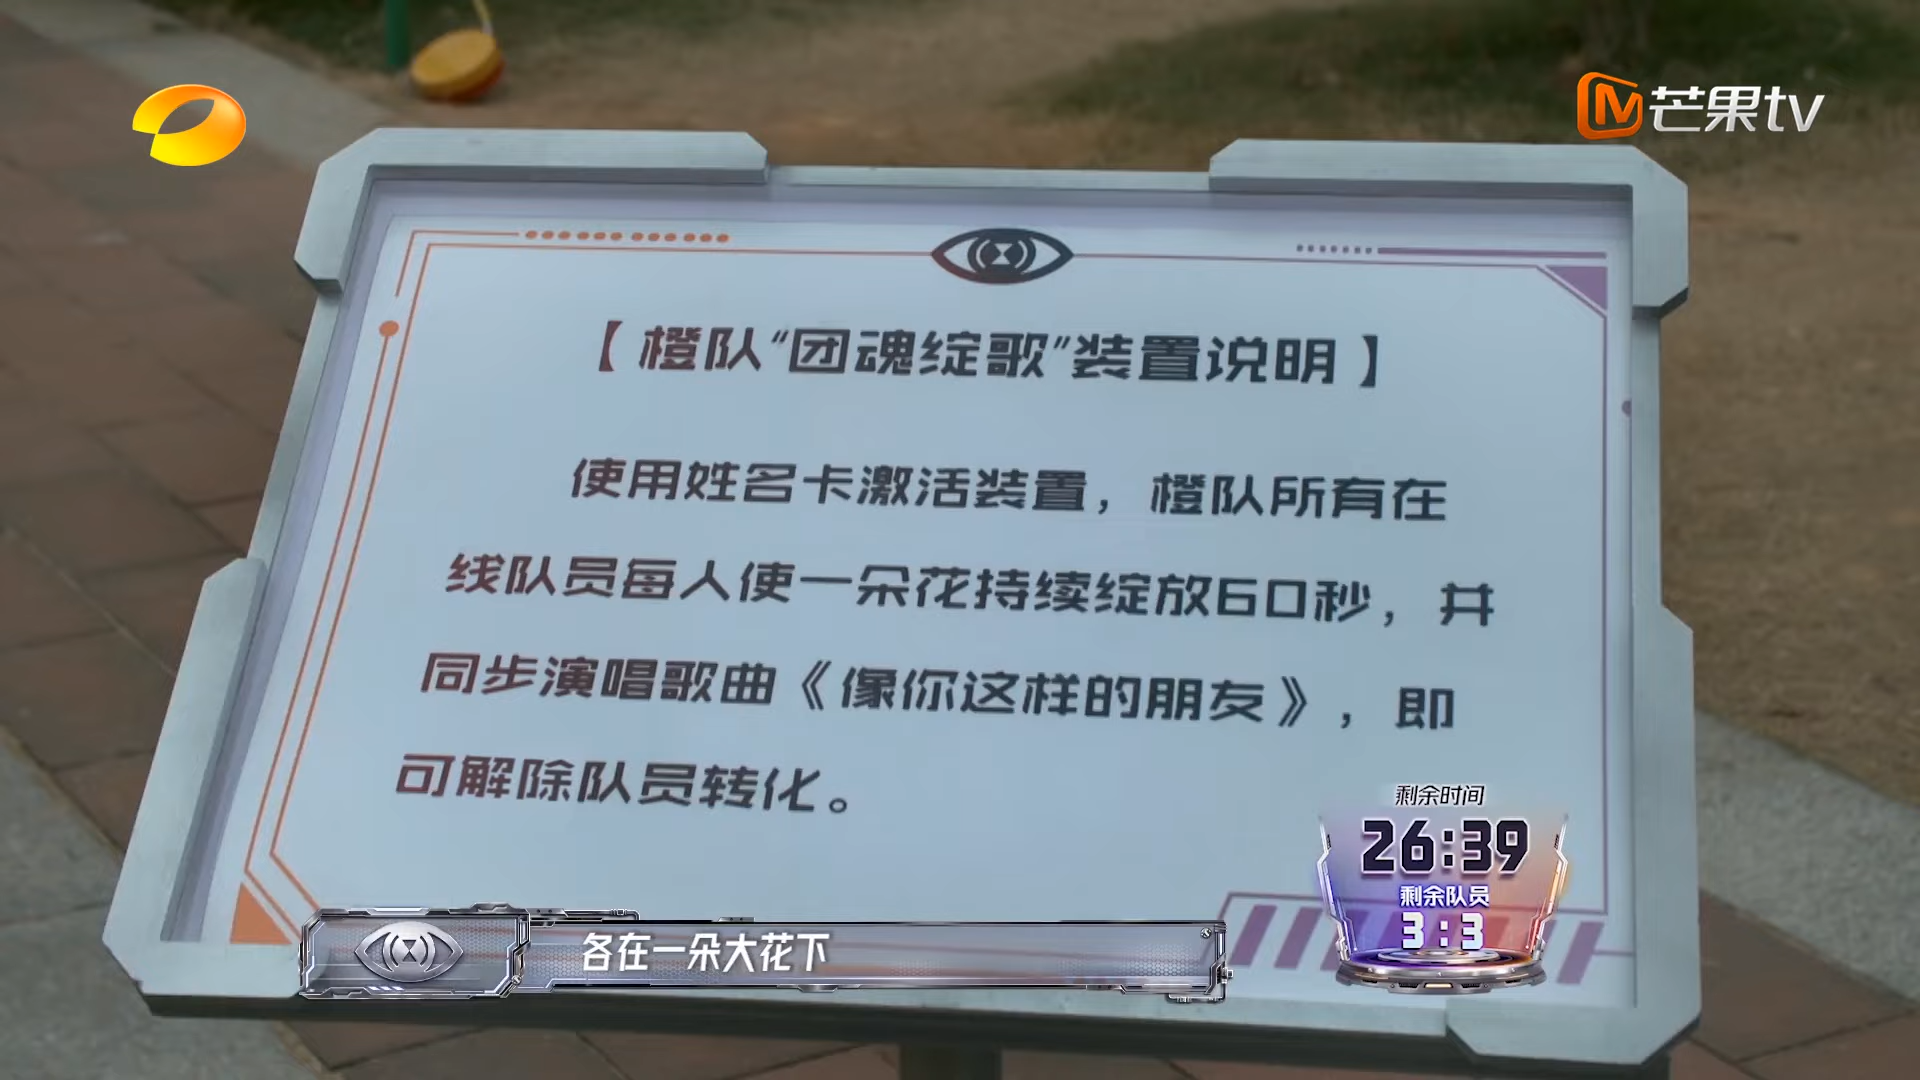 芒果tv
【橙队“团魂绽歌”装置说明】
使用姓名卡激活装置，橙队所有在
线队员每人使一朵花持续绽放60秒，并
同步演唱歌曲《像你这样的朋友》，即
可解除队员转化。
剩余时间
26:39
剩余队员
3:3
各在一朵大花下